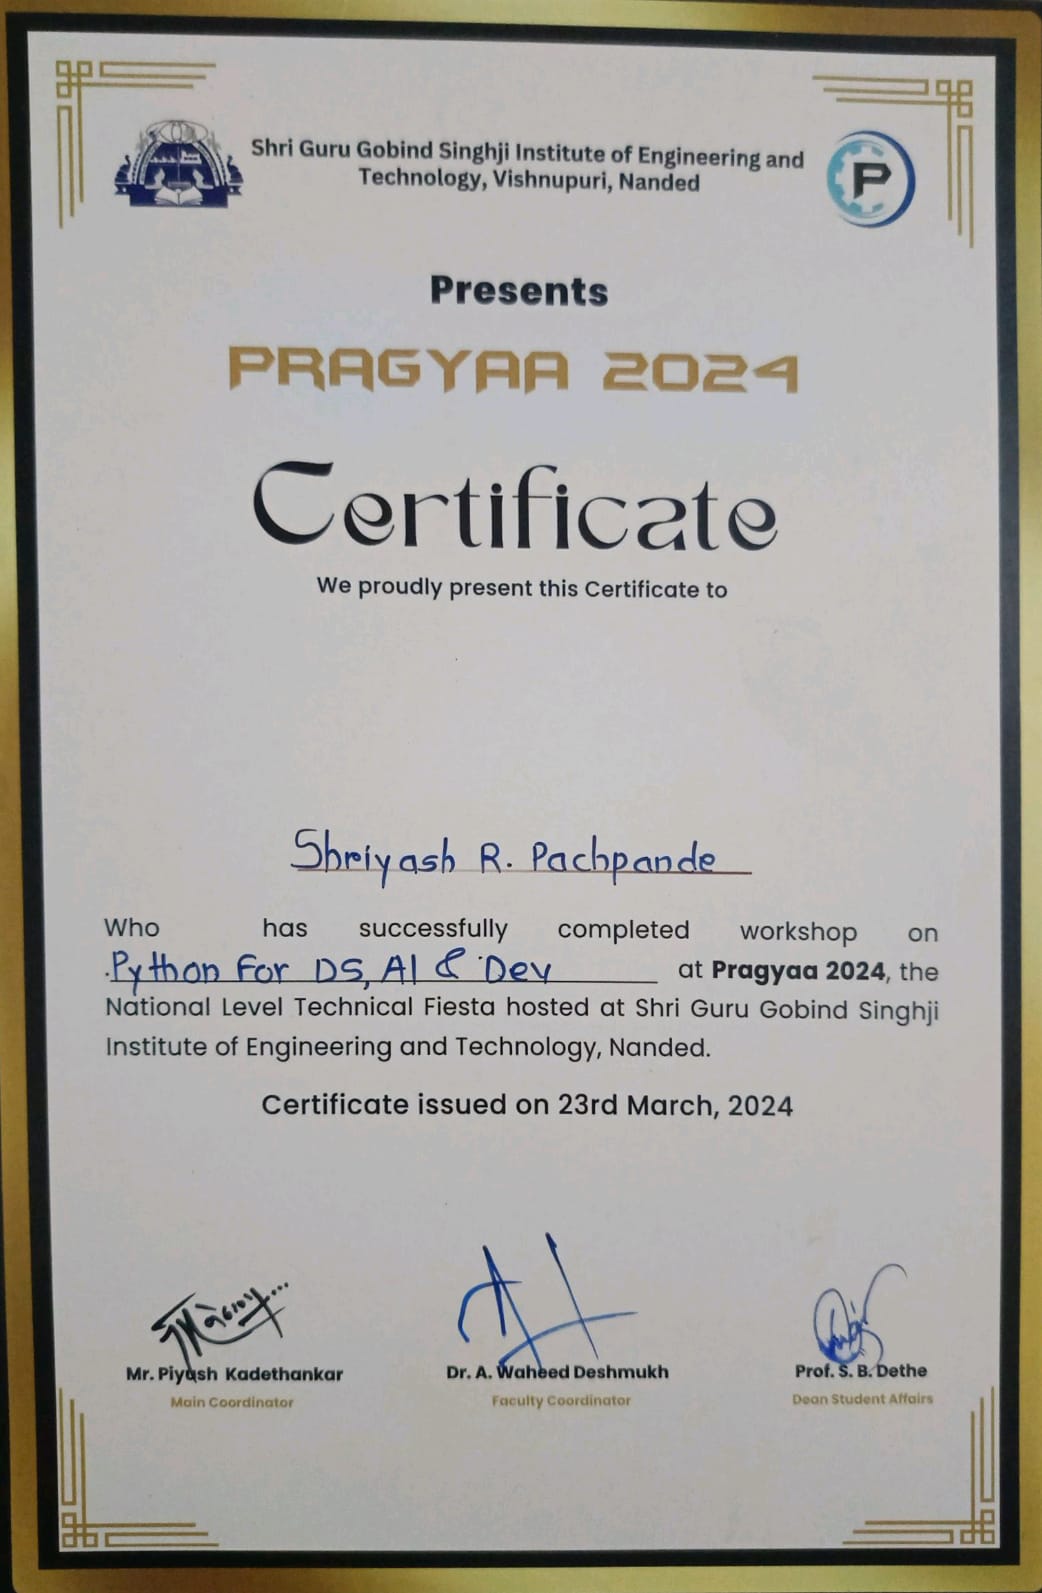 Shri Guru Gobind Singhji Institute of Engineering and
Technology, Vishnupuri, Nanded
P
Presents
PRAGYAA 2024
Certificate
We proudly present this Certificate to
Shriyash R. Pachpande
Who has successfully completed workshop on
Python For DS, AI & Dev at Pragyaa 2024, the
National Level Technical Fiesta hosted at Shri Guru Gobind Singhji
Institute of Engineering and Technology, Nanded.
Certificate issued on 23rd March, 2024
Mr. Piyush Kadethankar Dr. A. Waheed Deshmukh Prof. S. B. Dethe
Main Coordinator Faculty Coordinator Dean Student Affairs